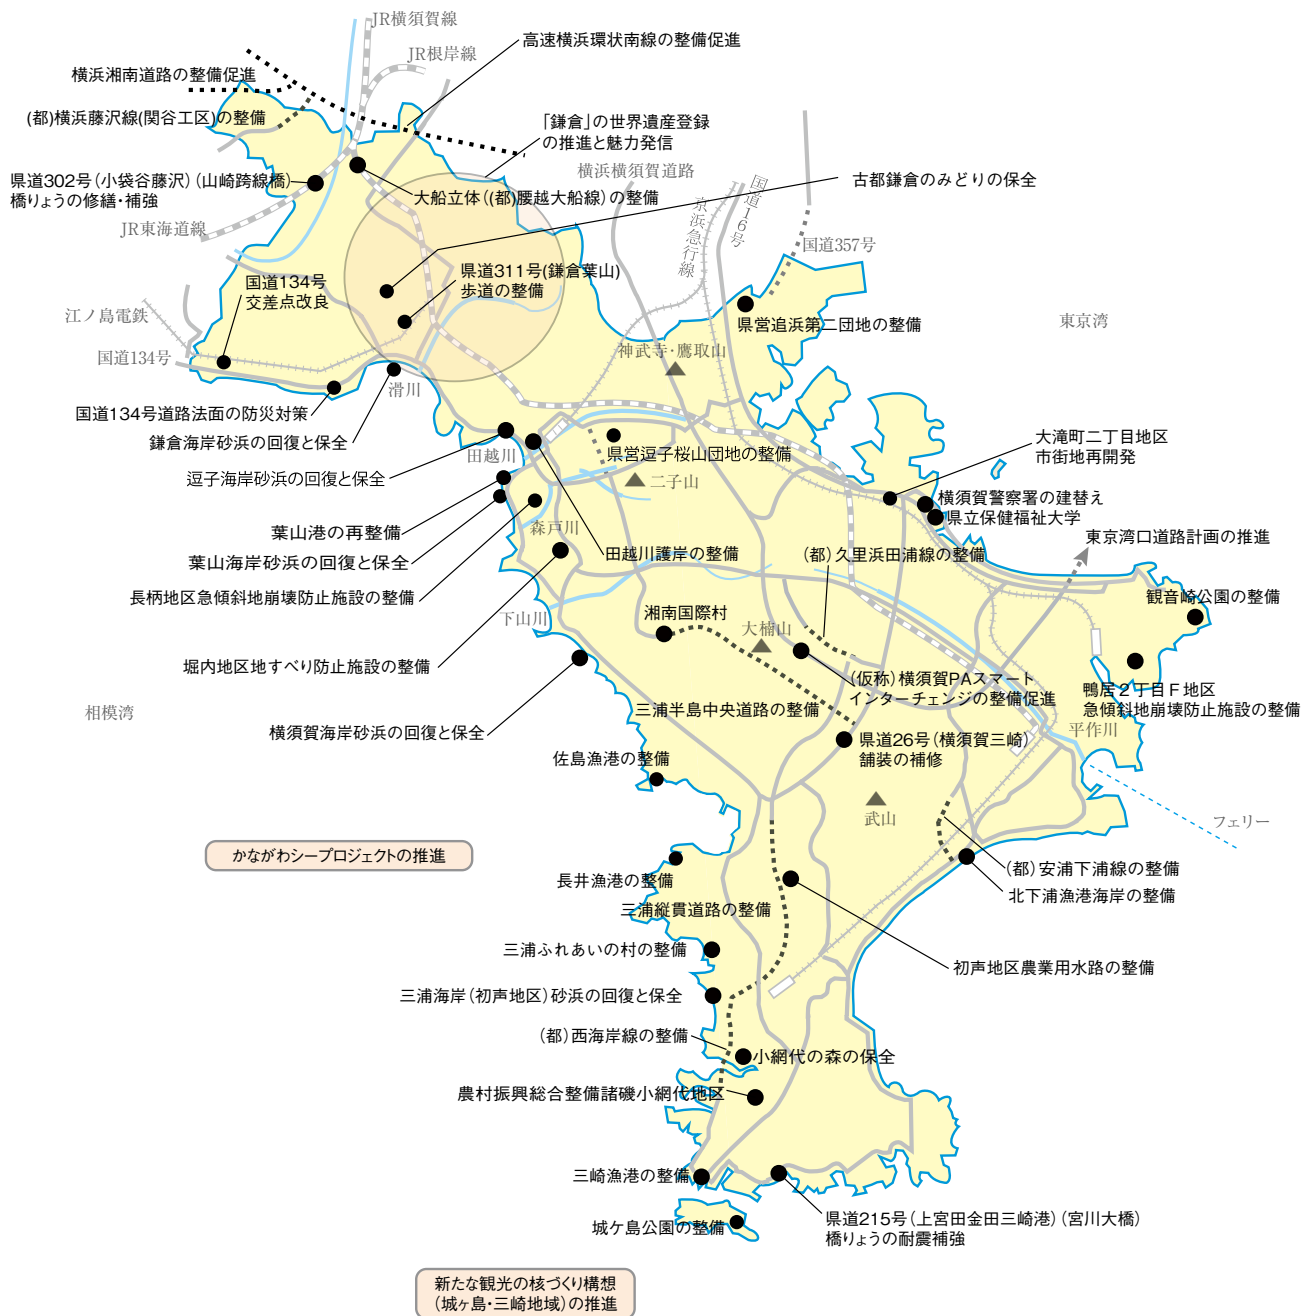 JR横須賀線
高速横浜環状南線の整備促進
JR根岸線
横浜湘南道路の整備促進
(都)横浜藤沢線(関谷工区)の整備
「鎌倉」の世界遺産登録
の推進と魅力発信
横浜横須賀道路
県道302号(小袋谷藤沢)(山崎跨線橋)
橋りょうの修繕・補強
大船立体((都)腰越大船線)の整備
古都鎌倉のみどりの保全
国道16号
京浜急行線
JR東海道線
国道357号
国道134号
交差点改良
県道311号(鎌倉葉山)
歩道の整備
江ノ島電鉄
東京湾
県営追浜第二団地の整備
国道134号
神武寺・鷹取山
滑川
国道134号道路法面の防災対策
鎌倉海岸砂浜の回復と保全
大滝町二丁目地区
市街地再開発
田越川
県営逗子桜山団地の整備
逗子海岸砂浜の回復と保全
二子山
横須賀警察署の建替え
県立保健福祉大学
葉山港の再整備
森戸川
東京湾口道路計画の推進
田越川護岸の整備
(都)久里浜田浦線の整備
葉山海岸砂浜の回復と保全
長柄地区急傾斜地崩壊防止施設の整備
観音崎公園の整備
下山川
湘南国際村
大楠山
堀内地区地すべり防止施設の整備
(仮称)横須賀PAスマート
インターチェンジの整備促進
鴨居2丁目F地区
急傾斜地崩壊防止施設の整備
相模湾
三浦半島中央道路の整備
平作川
横須賀海岸砂浜の回復と保全
県道26号(横須賀三崎)
舗装の補修
佐島漁港の整備
武山
フェリー
かながわシープロジェクトの推進
(都)安浦下浦線の整備
長井漁港の整備
北下浦漁港海岸の整備
三浦縦貫道路の整備
三浦ふれあいの村の整備
初声地区農業用水路の整備
三浦海岸(初声地区)砂浜の回復と保全
(都)西海岸線の整備
小網代の森の保全
農村振興総合整備諸磯小網代地区
三崎漁港の整備
県道215号(上宮田金田三崎港)(宮川大橋)
橋りょうの耐震補強
城ケ島公園の整備
新たな観光の核づくり構想
(城ヶ島・三崎地域)の推進